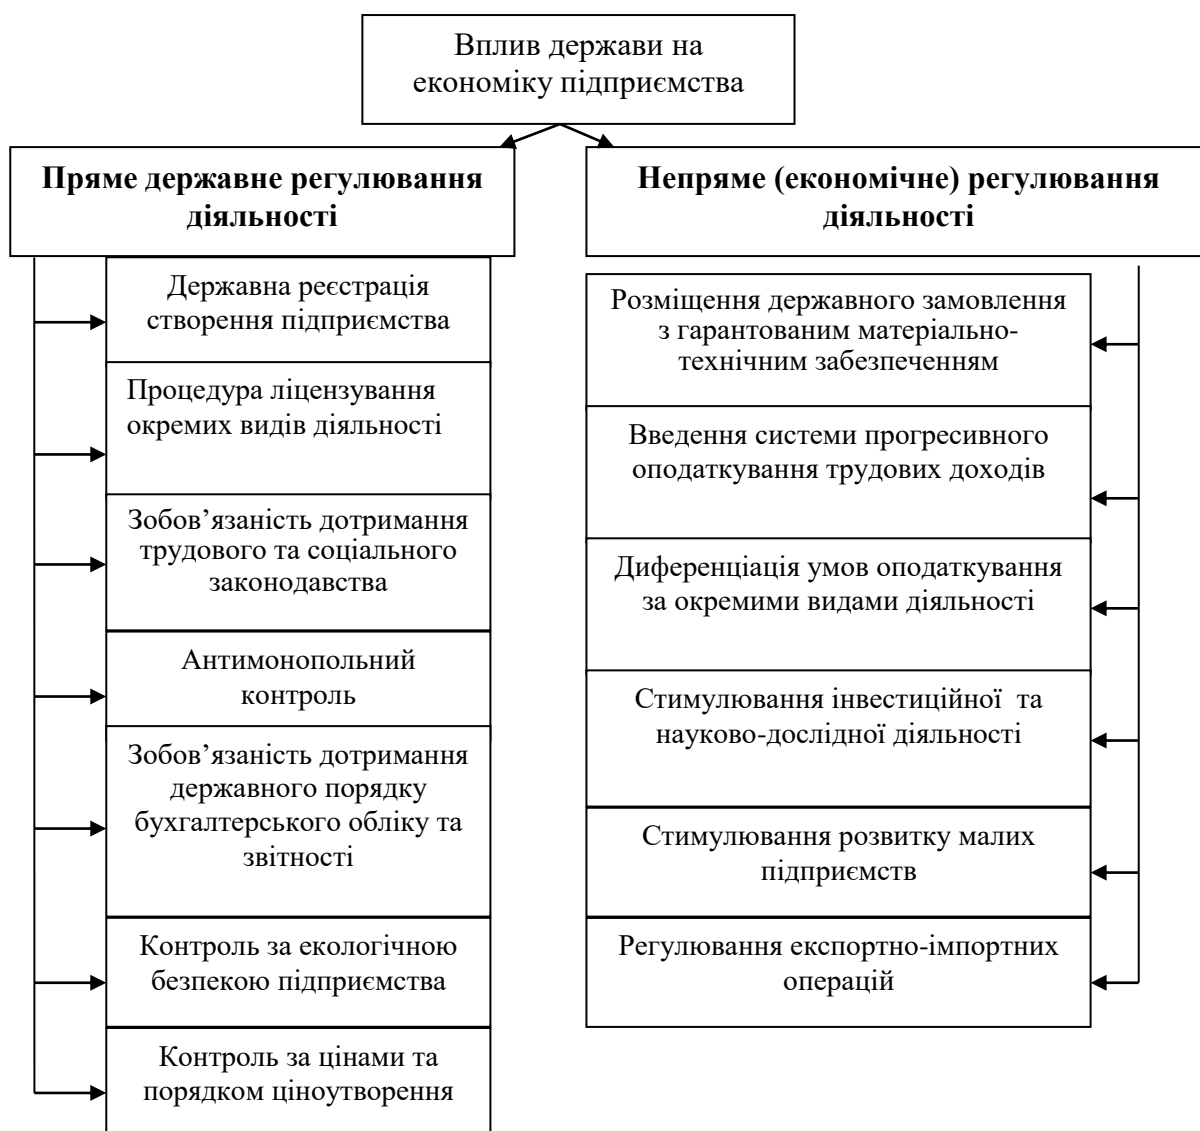 Вплив держави на
економіку підприємства
Пряме державне регулювання
діяльності
Непряме (економічне) регулювання
діяльності
Державна реєстрація
створення підприємства
Процедура ліцензування
окремих видів діяльності
Зобов’язаність дотримання
трудового та соціального
законодавства
Антимонопольний
контроль
Зобов’язаність дотримання
державного порядку
бухгалтерського обліку та
звітності
Контроль за екологічною
безпекою підприємства
Контроль за цінами та
порядком ціноутворення
Розміщення державного замовлення
з гарантованим матеріально-
технічним забезпеченням
Введення системи прогресивного
оподаткування трудових доходів
Диференціація умов оподаткування
за окремими видами діяльності
Стимулювання інвестиційної та
науково-дослідної діяльності
Стимулювання розвитку малих
підприємств
Регулювання експортно-імпортних
операцій